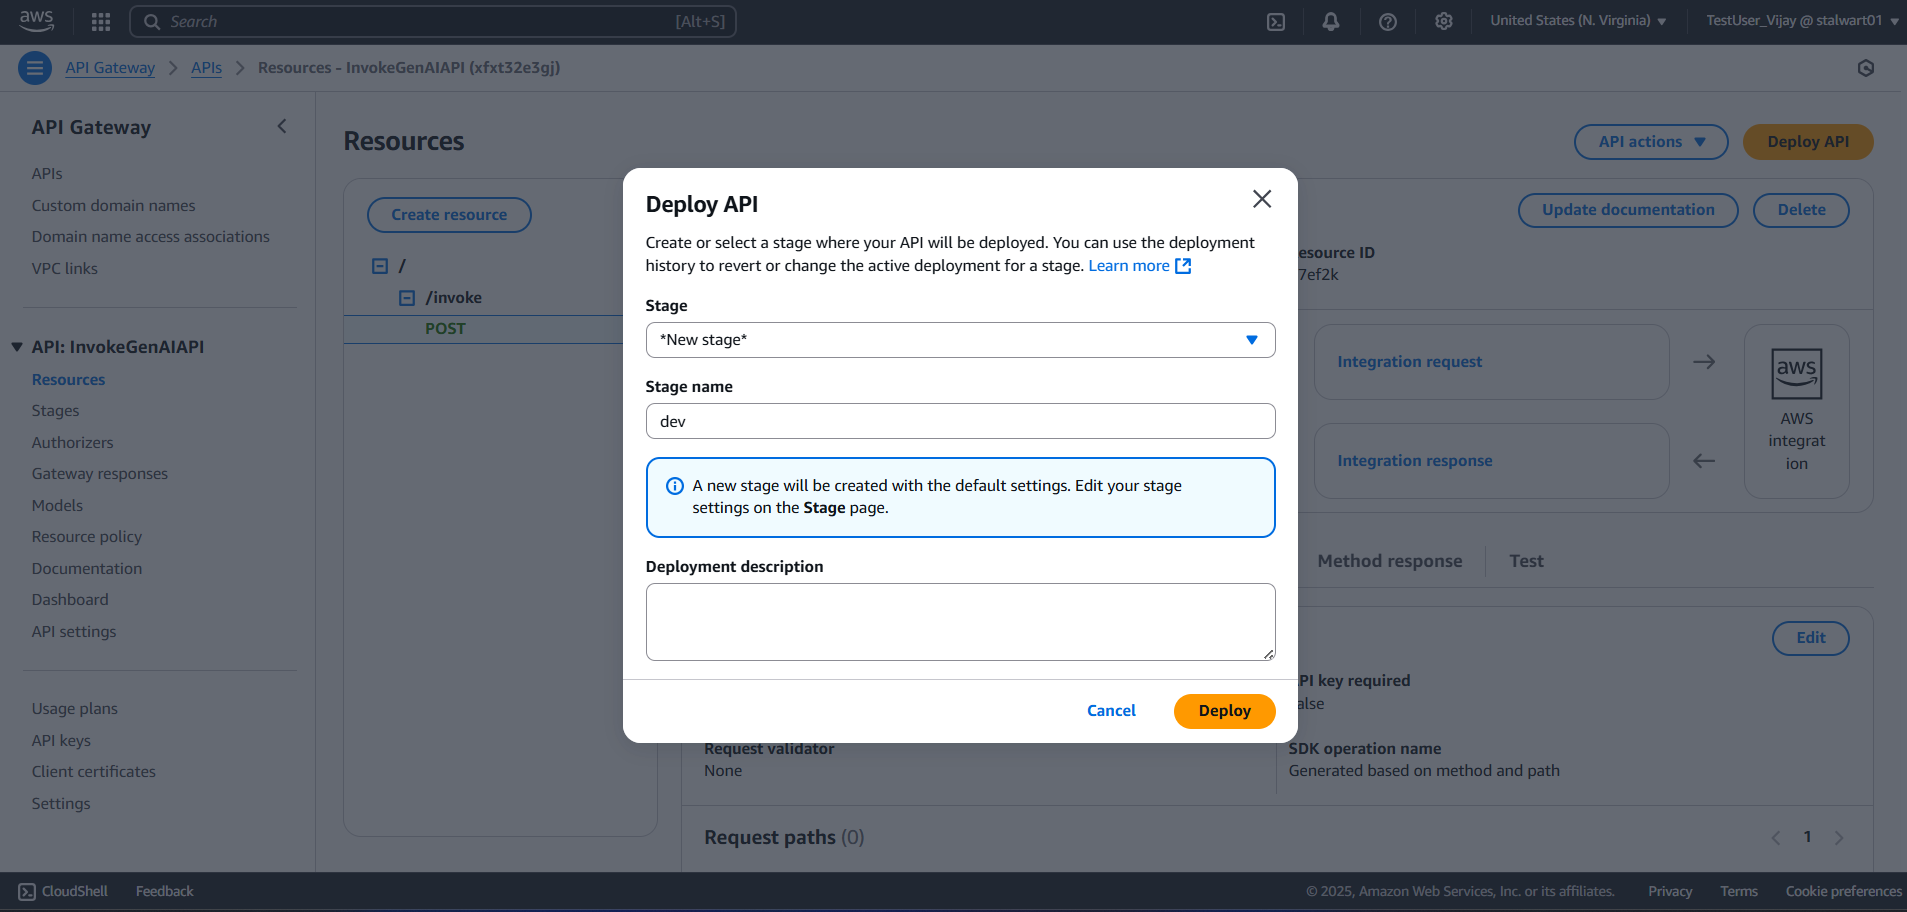 aws
Search
[Alt+S]
United States (N. Virginia)
TestUser_Vijay @ stalwart01
API Gateway
APIs
Resources - InvokeGenAIAPI (xfxt32e3gj)
API Gateway
APIs
Custom domain names
Domain name access associations
VPC links
API: InvokeGenAIAPI
Resources
Stages
Authorizers
Gateway responses
Models
Resource policy
Documentation
Dashboard
API settings
Usage plans
API keys
Client certificates
Settings
Resources
API actions
Deploy API
Create resource
/
/invoke
POST
Update documentation
Delete
esource ID
7ef2k
Integration request
Integration response
aws
AWS
integrat
ion
Method response
Test
Edit
PI key required
alse
Request validator
None
SDK operation name
Generated based on method and path
Request paths (0)
1
Deploy API
Create or select a stage where your API will be deployed. You can use the deployment
history to revert or change the active deployment for a stage. Learn more
Stage
*New stage*
Stage name
dev
A new stage will be created with the default settings. Edit your stage
settings on the Stage page.
Deployment description
Cancel
Deploy
CloudShell
Feedback
© 2025, Amazon Web Services, Inc. or its affiliates.
Privacy
Terms
Cookie preferences